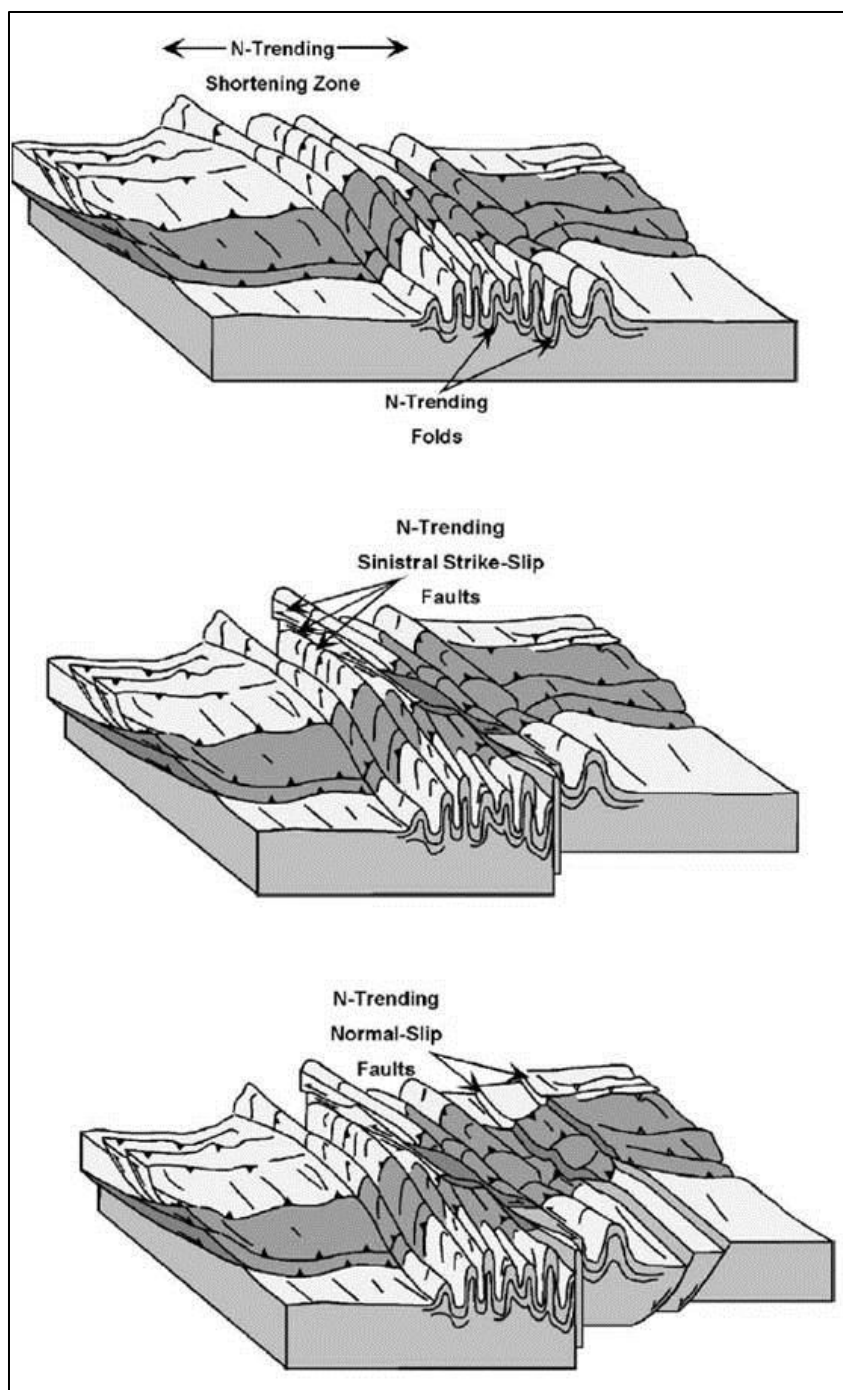 N-Trending
Shortening Zone
N-Trending
Folds
N-Trending
Sinistral Strike-Slip
Faults
N-Trending
Normal-Slip
Faults